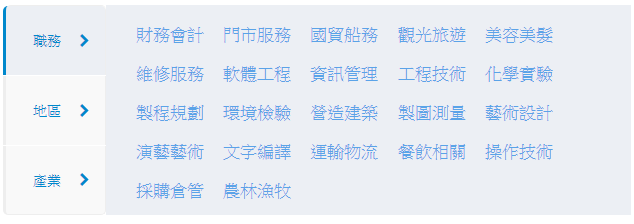 職務
地區
產業
財務會計 門市服務 國貿船務 觀光旅遊 美容美髮
維修服務 軟體工程 資訊管理 工程技術 化學實驗
製程規劃 環境檢驗 營造建築 製圖測量 藝術設計
演藝藝術 文字編譯 運輸物流 餐飲相關 操作技術
採購倉管 農林漁牧